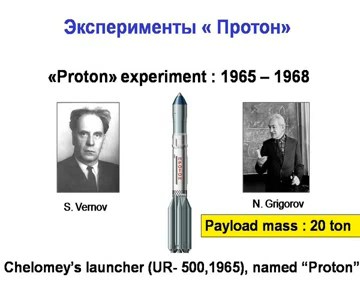 Эксперименты « Протон»
«Proton» experiment : 1965 – 1968
S. Vernov
N. Grigorov
Payload mass : 20 ton
Chelomey's launcher (UR- 500,1965), named “Proton”